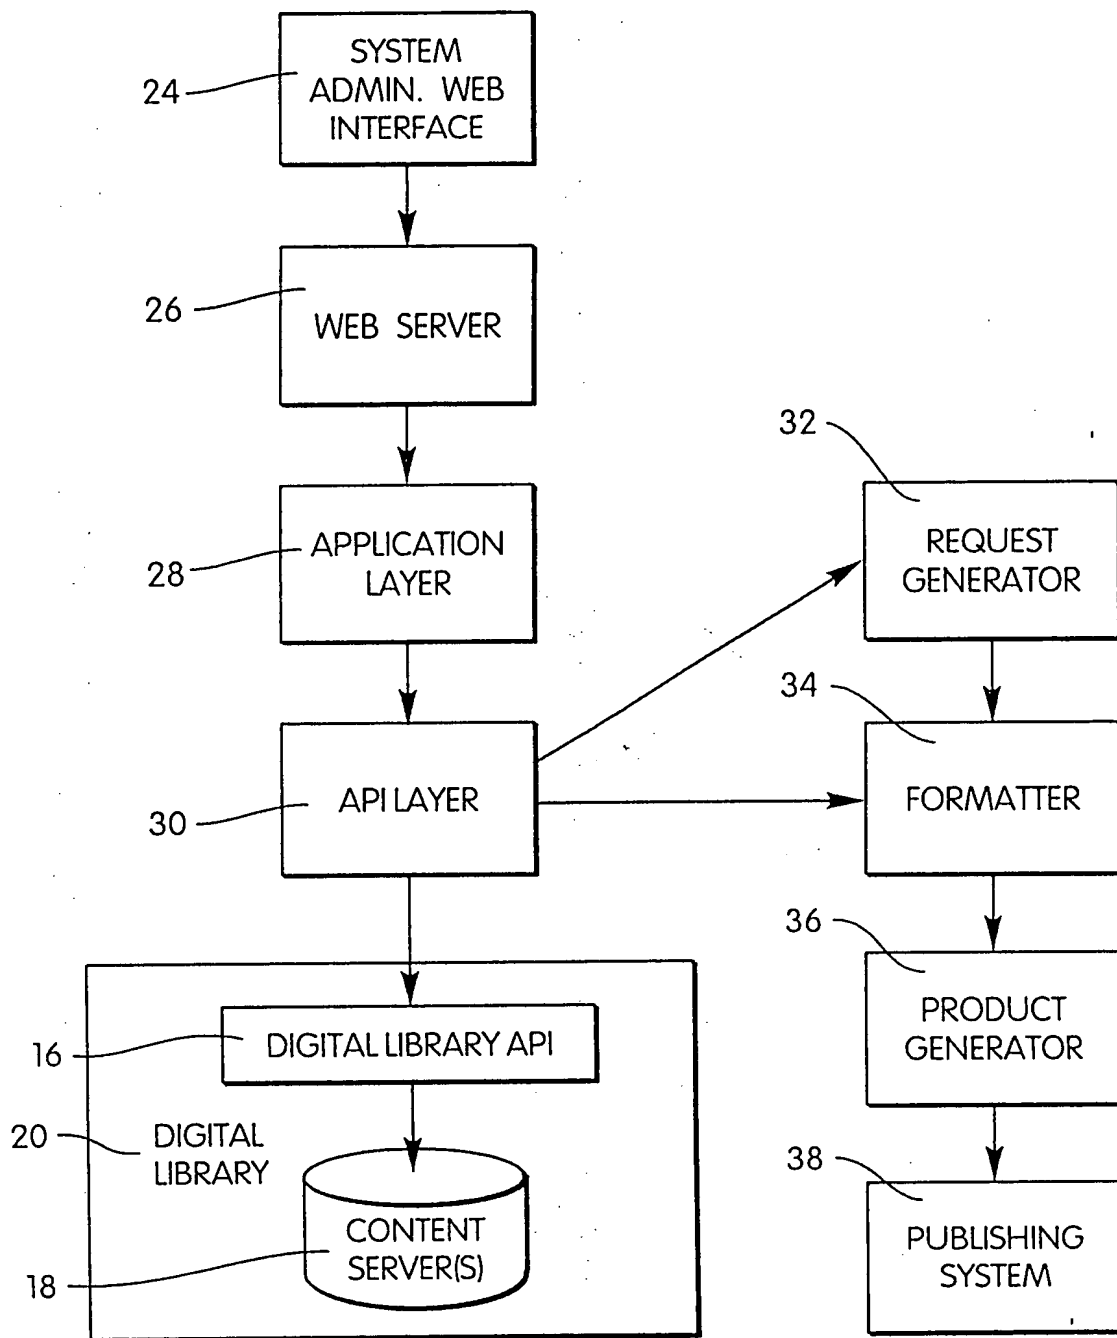 24
SYSTEM
ADMIN. WEB
INTERFACE
26
WEB SERVER
28
APPLICATION
LAYER
30
API LAYER
32
REQUEST
GENERATOR
34
FORMATTER
36
PRODUCT
GENERATOR
38
PUBLISHING
SYSTEM
16
DIGITAL LIBRARY API
20
DIGITAL
LIBRARY
18
CONTENT
SERVER(S)